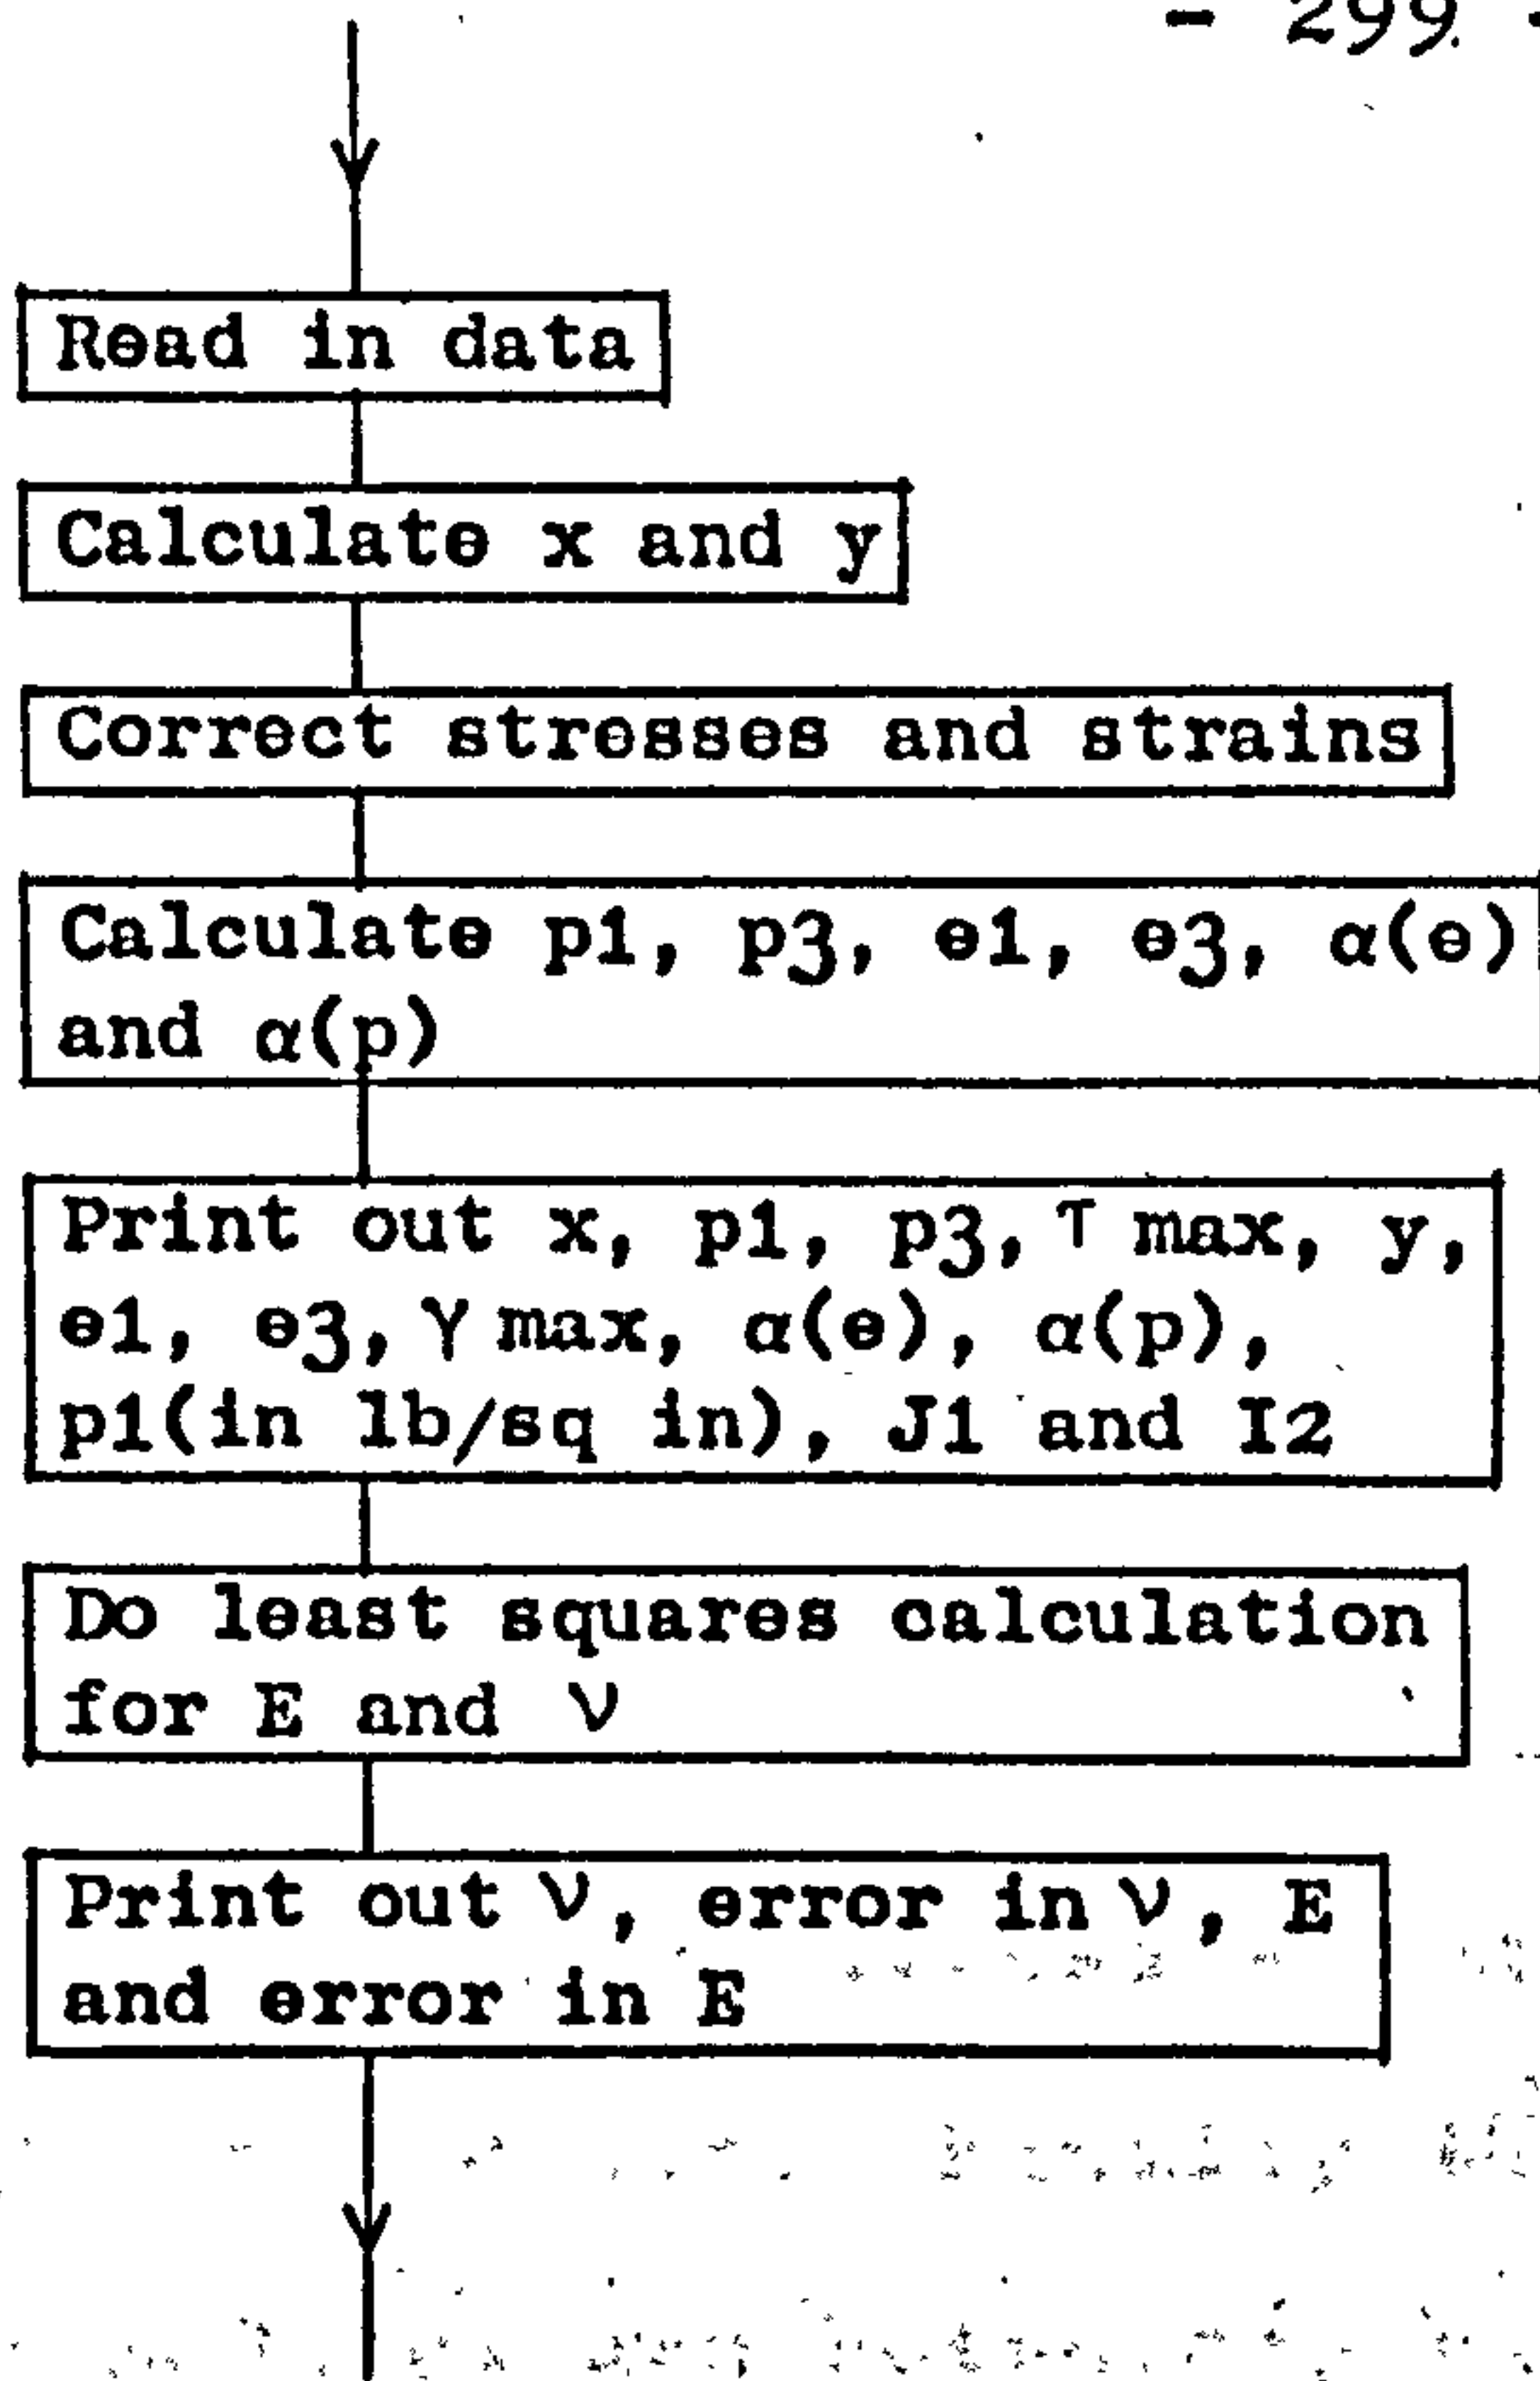 - 299 -
Read in data
Calculate x and y
Correct stresses and strains
Calculate p1, p3, e1, e3, α(e)
and α(p)
Print out x, p1, p3, τ max, y,
e1, e3, γ max, α(e), α(p),
p1(in lb/sq in), J1 and I2
Do least squares calculation
for E and ν
Print out ν, error in ν, E
and error in E